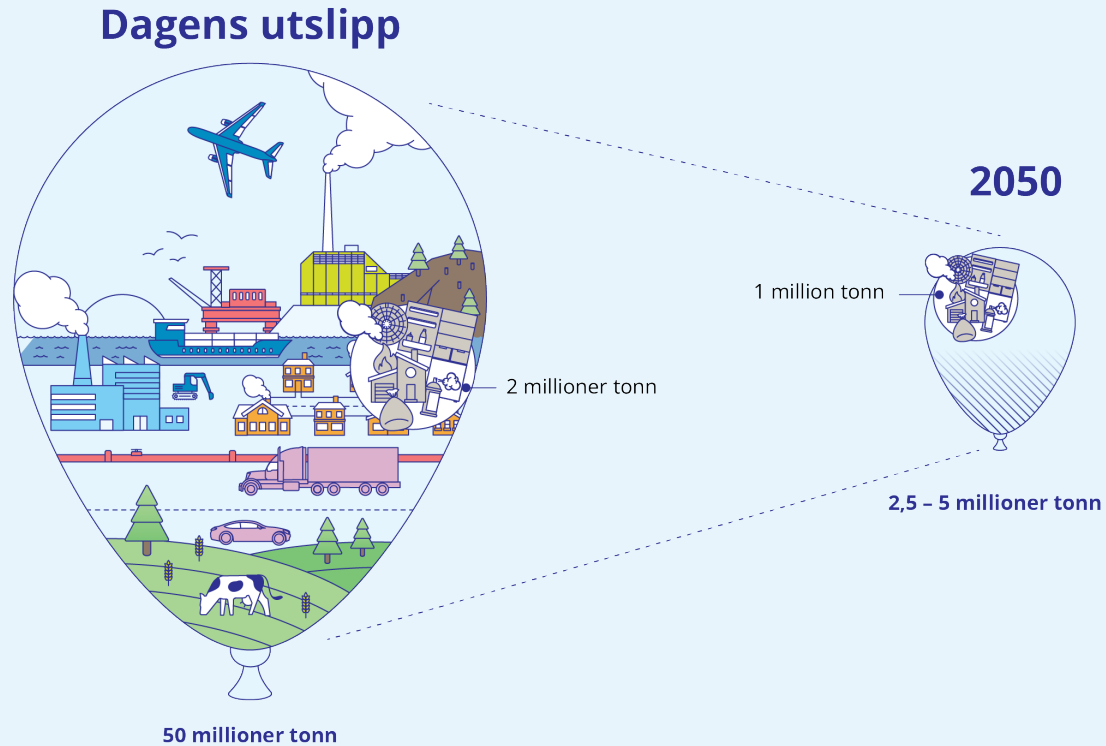 Dagens utslipp
2050
1 million tonn
2 millioner tonn
2,5 – 5 millioner tonn
50 millioner tonn